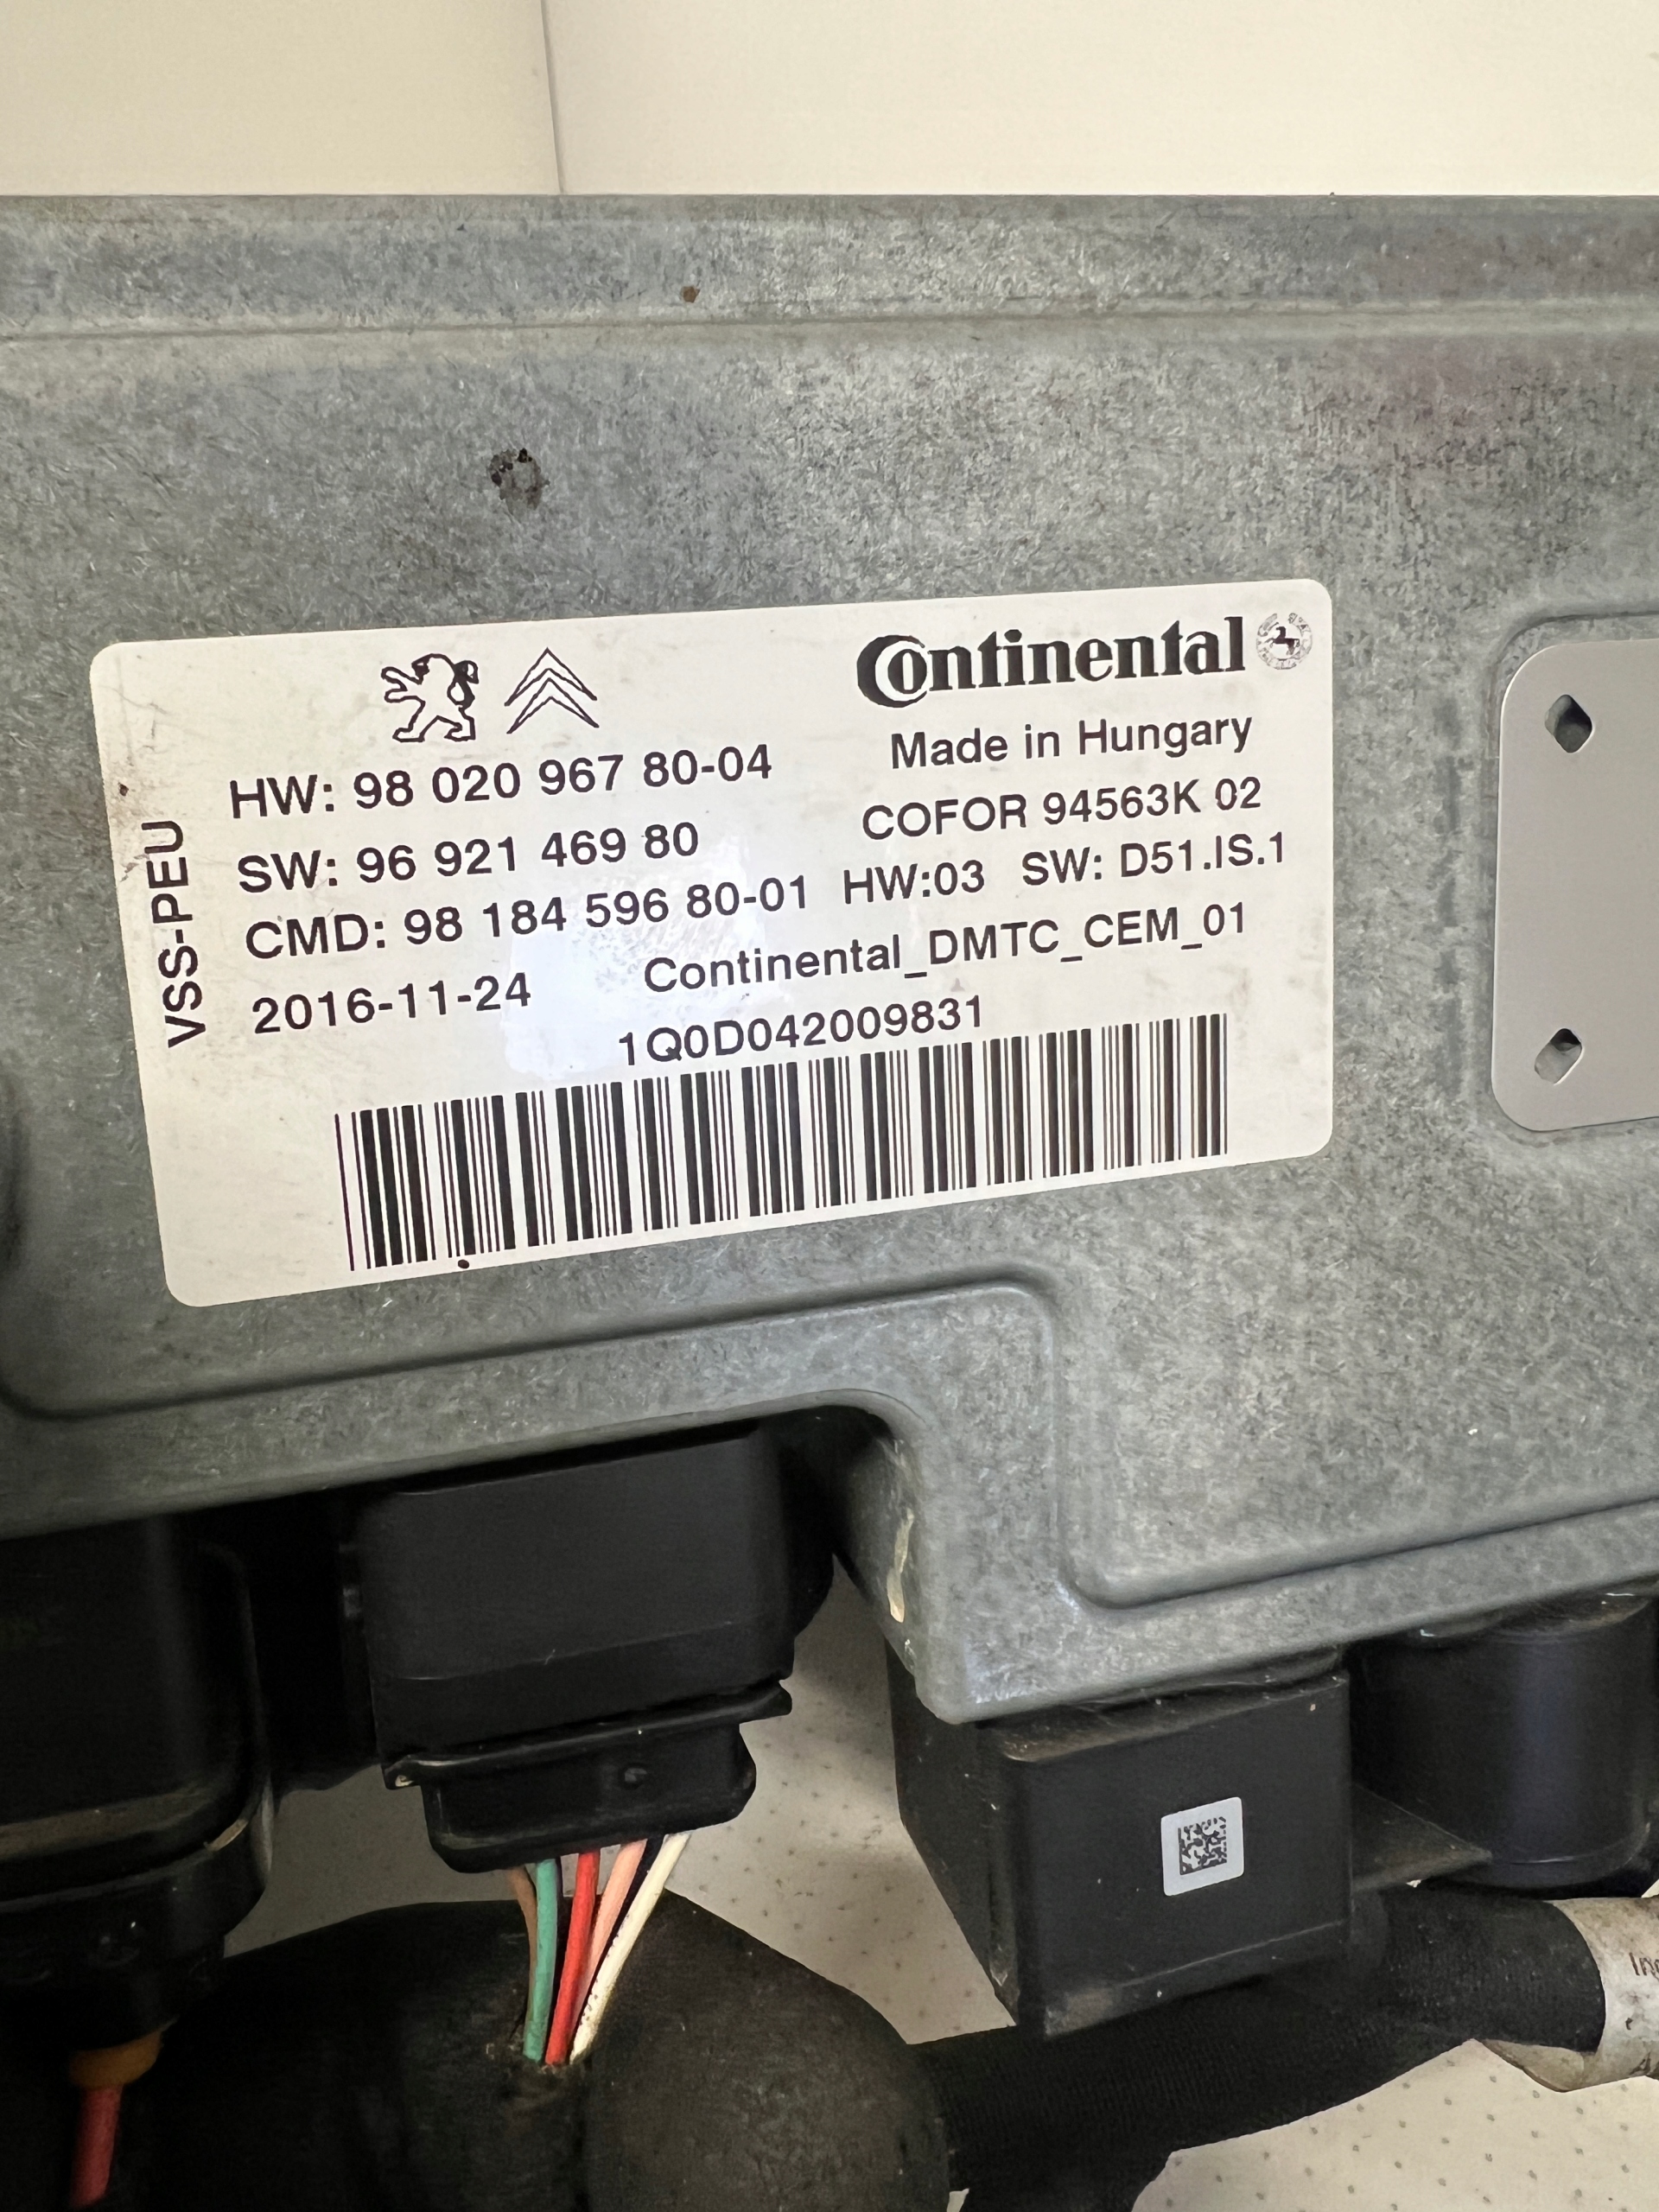 Continental
Made in Hungary
HW: 98 020 967 80-04
COFOR 94563K 02
SW: 96 921 469 80
HW:03 SW: D51.IS.1
CMD: 98 184 596 80-01
Continental_DMTC_CEM_01
2016-11-24
1Q0D042009831
VSS-PEU